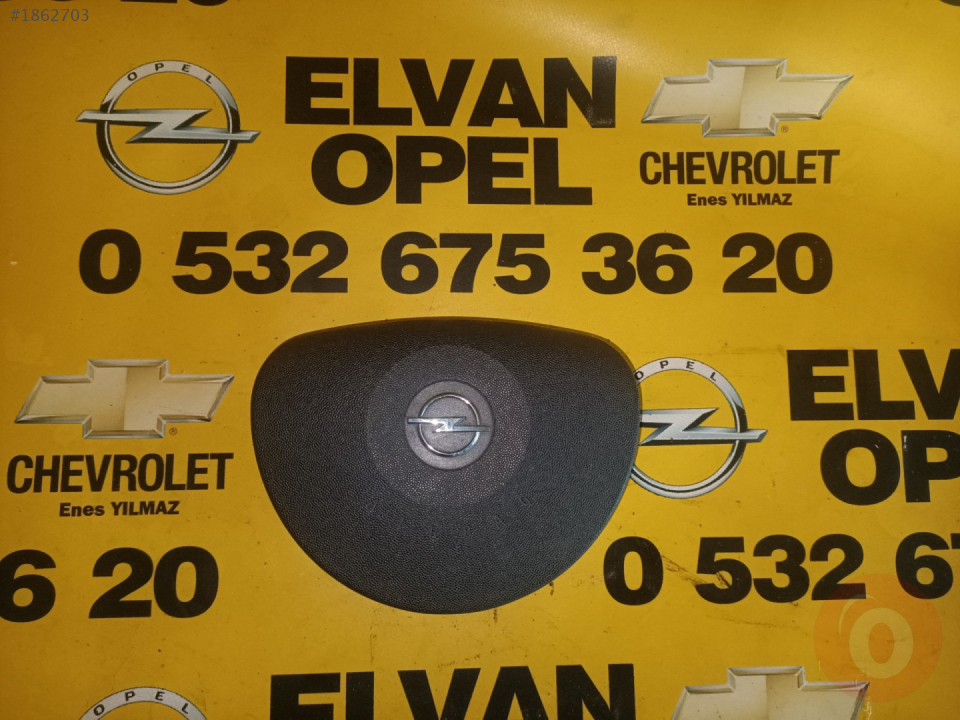 #1862703
OPEL
ELVAN
OPEL
CHEVROLET
Enes YILMAZ
0 532 675 36 20
CHEVROLET
Enes YILMAZ
OPEL
ELV
OP
6 20
0 532 67
OPEL
ELVAN